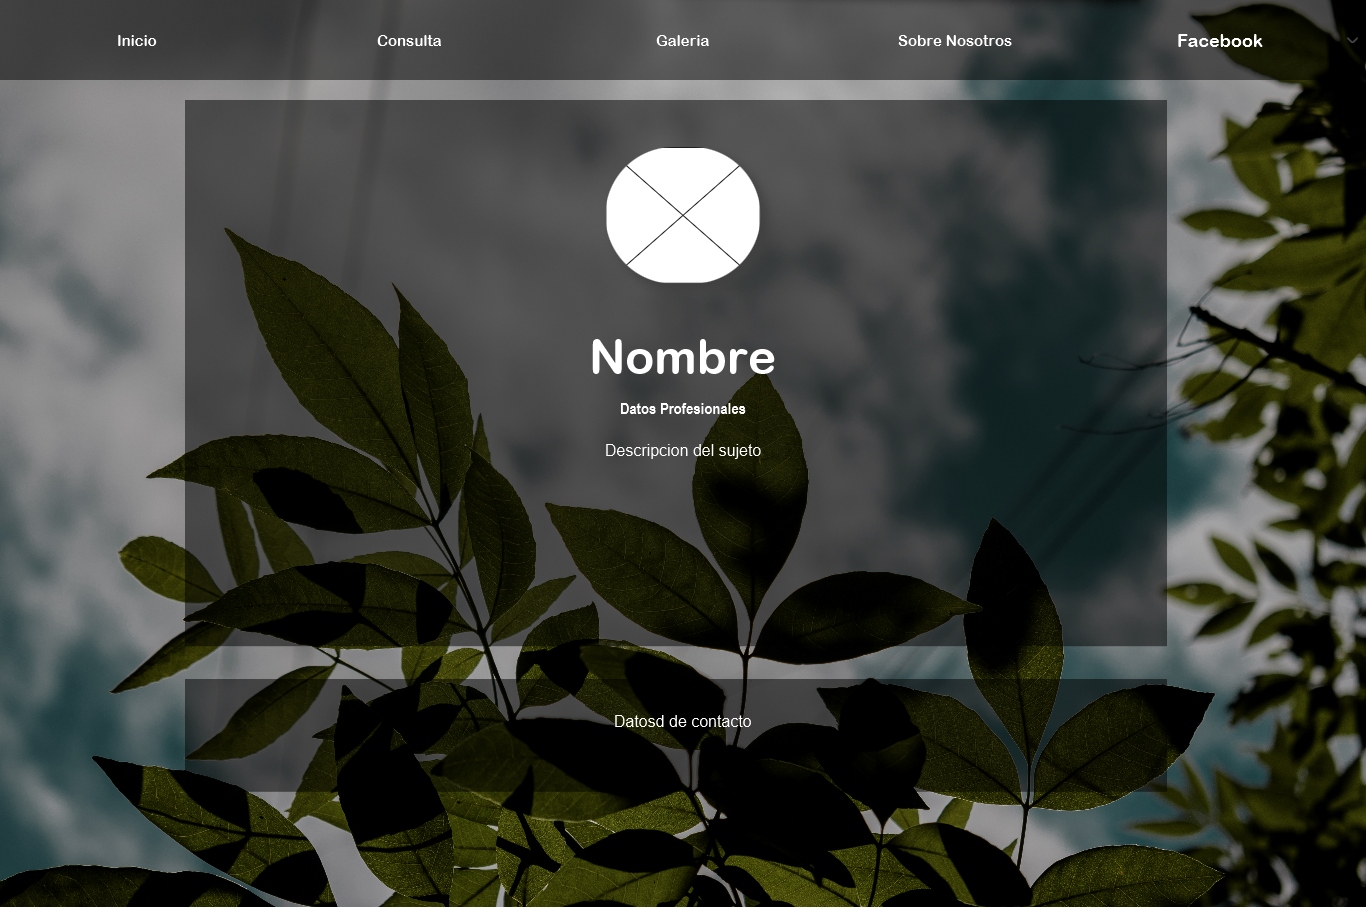 Inicio
Consulta
Galeria
Sobre Nosotros
Facebook
Nombre
Datos Profesionales
Descripcion del sujeto
Datosd de contacto